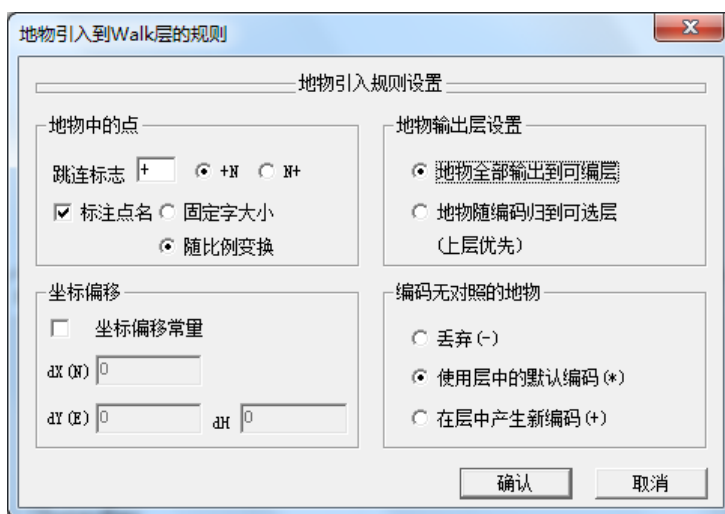 地物引入到Walk层的规则
地物引入规则设置
地物中的点
跳连标志 + +N N+
标注点名 固定字大小
随比例变换
地物输出层设置
地物全部输出到可编层
地物随编码归到可选层
(上层优先)
坐标偏移
坐标偏移常量
dX(N) 0
dY(E) 0 dH 0
编码无对照的地物
丢弃(-)
使用层中的默认编码(*)
在层中产生新编码(+)
确认 取消